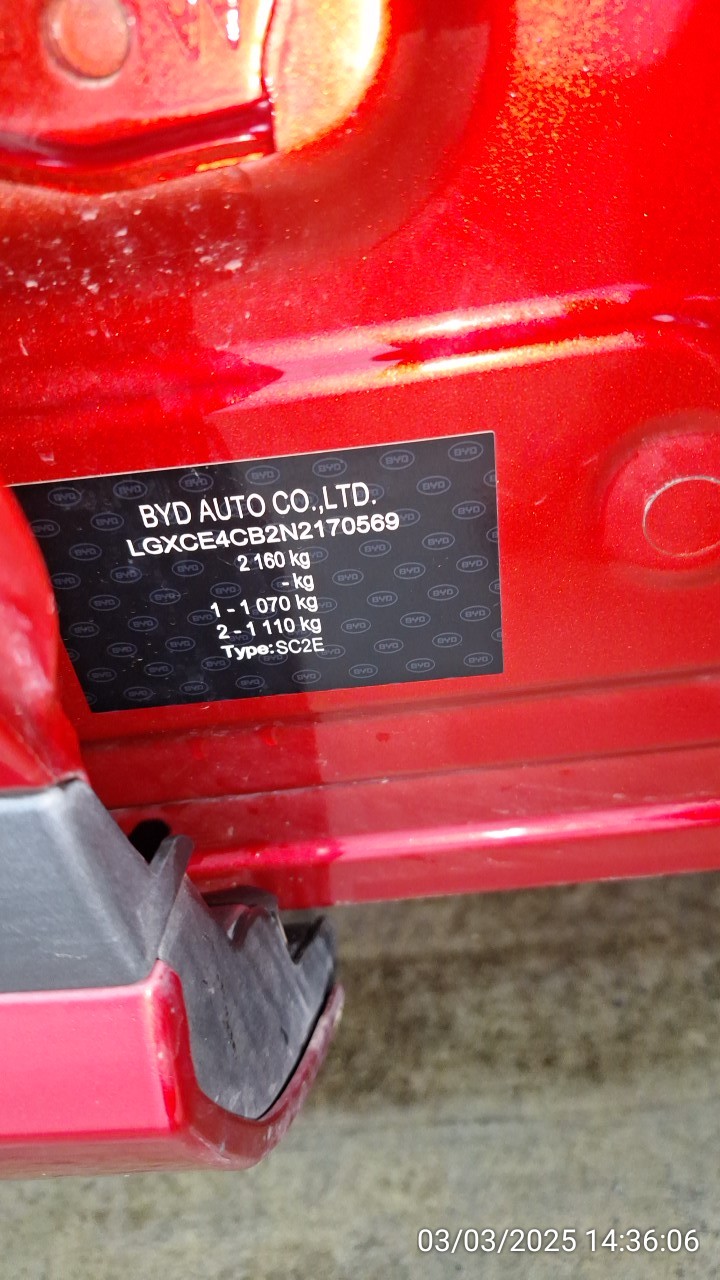 BYD AUTO CO.,LTD.
LGXCE4CB2N2170569
2 160 kg
- kg
1 - 1 070 kg
2 - 1 110 kg
Type: SC2E
03/03/2025 14:36:06